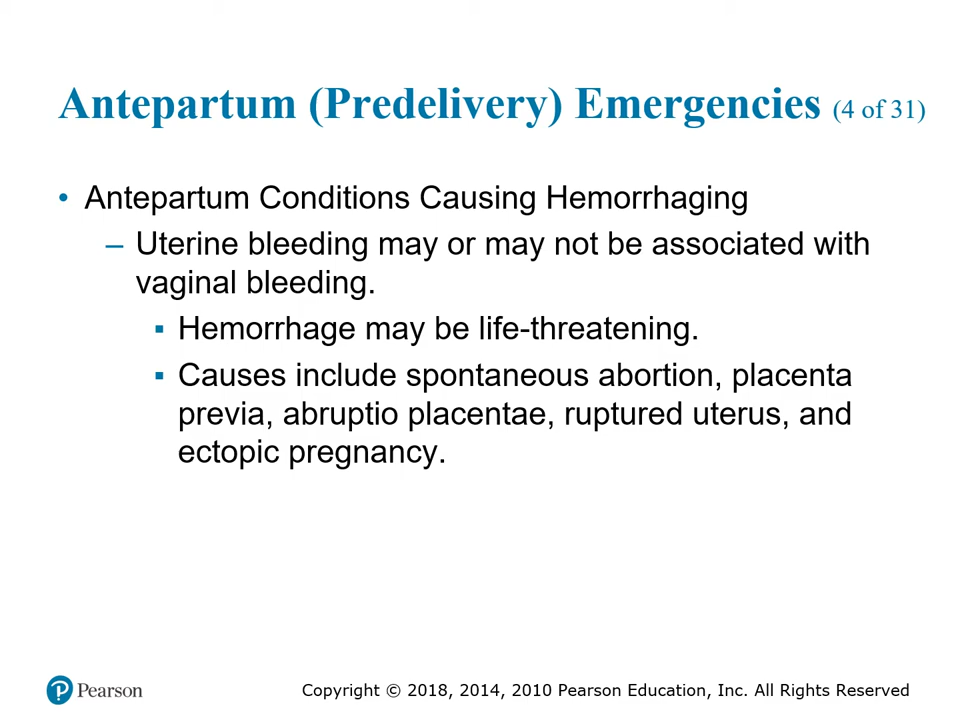 Antepartum (Predelivery) Emergencies (4 of 31)
• Antepartum Conditions Causing Hemorrhaging
– Uterine bleeding may or may not be associated with
vaginal bleeding.
▪ Hemorrhage may be life-threatening.
▪ Causes include spontaneous abortion, placenta
previa, abruptio placentae, ruptured uterus, and
ectopic pregnancy.
Pearson
Copyright © 2018, 2014, 2010 Pearson Education, Inc. All Rights Reserved